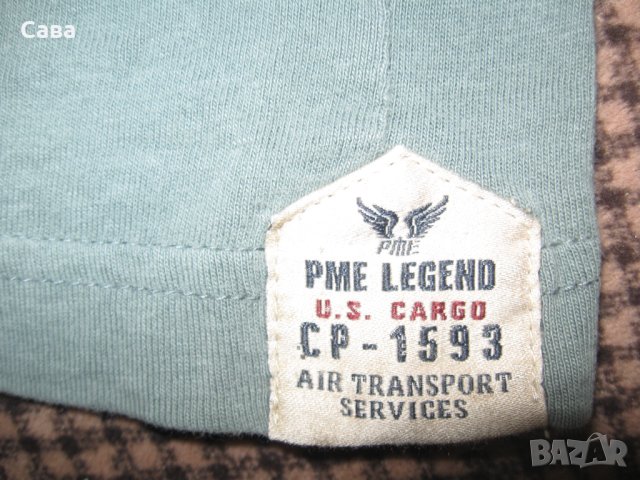 Сава
PME
PME LEGEND
U.S. CARGO
CP-1593
AIR TRANSPORT
SERVICES
BAZAR